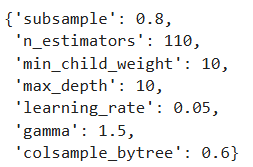 {'subsample': 0.8,
 'n_estimators': 110,
 'min_child_weight': 10,
 'max_depth': 10,
 'learning_rate': 0.05,
 'gamma': 1.5,
 'colsample_bytree': 0.6}